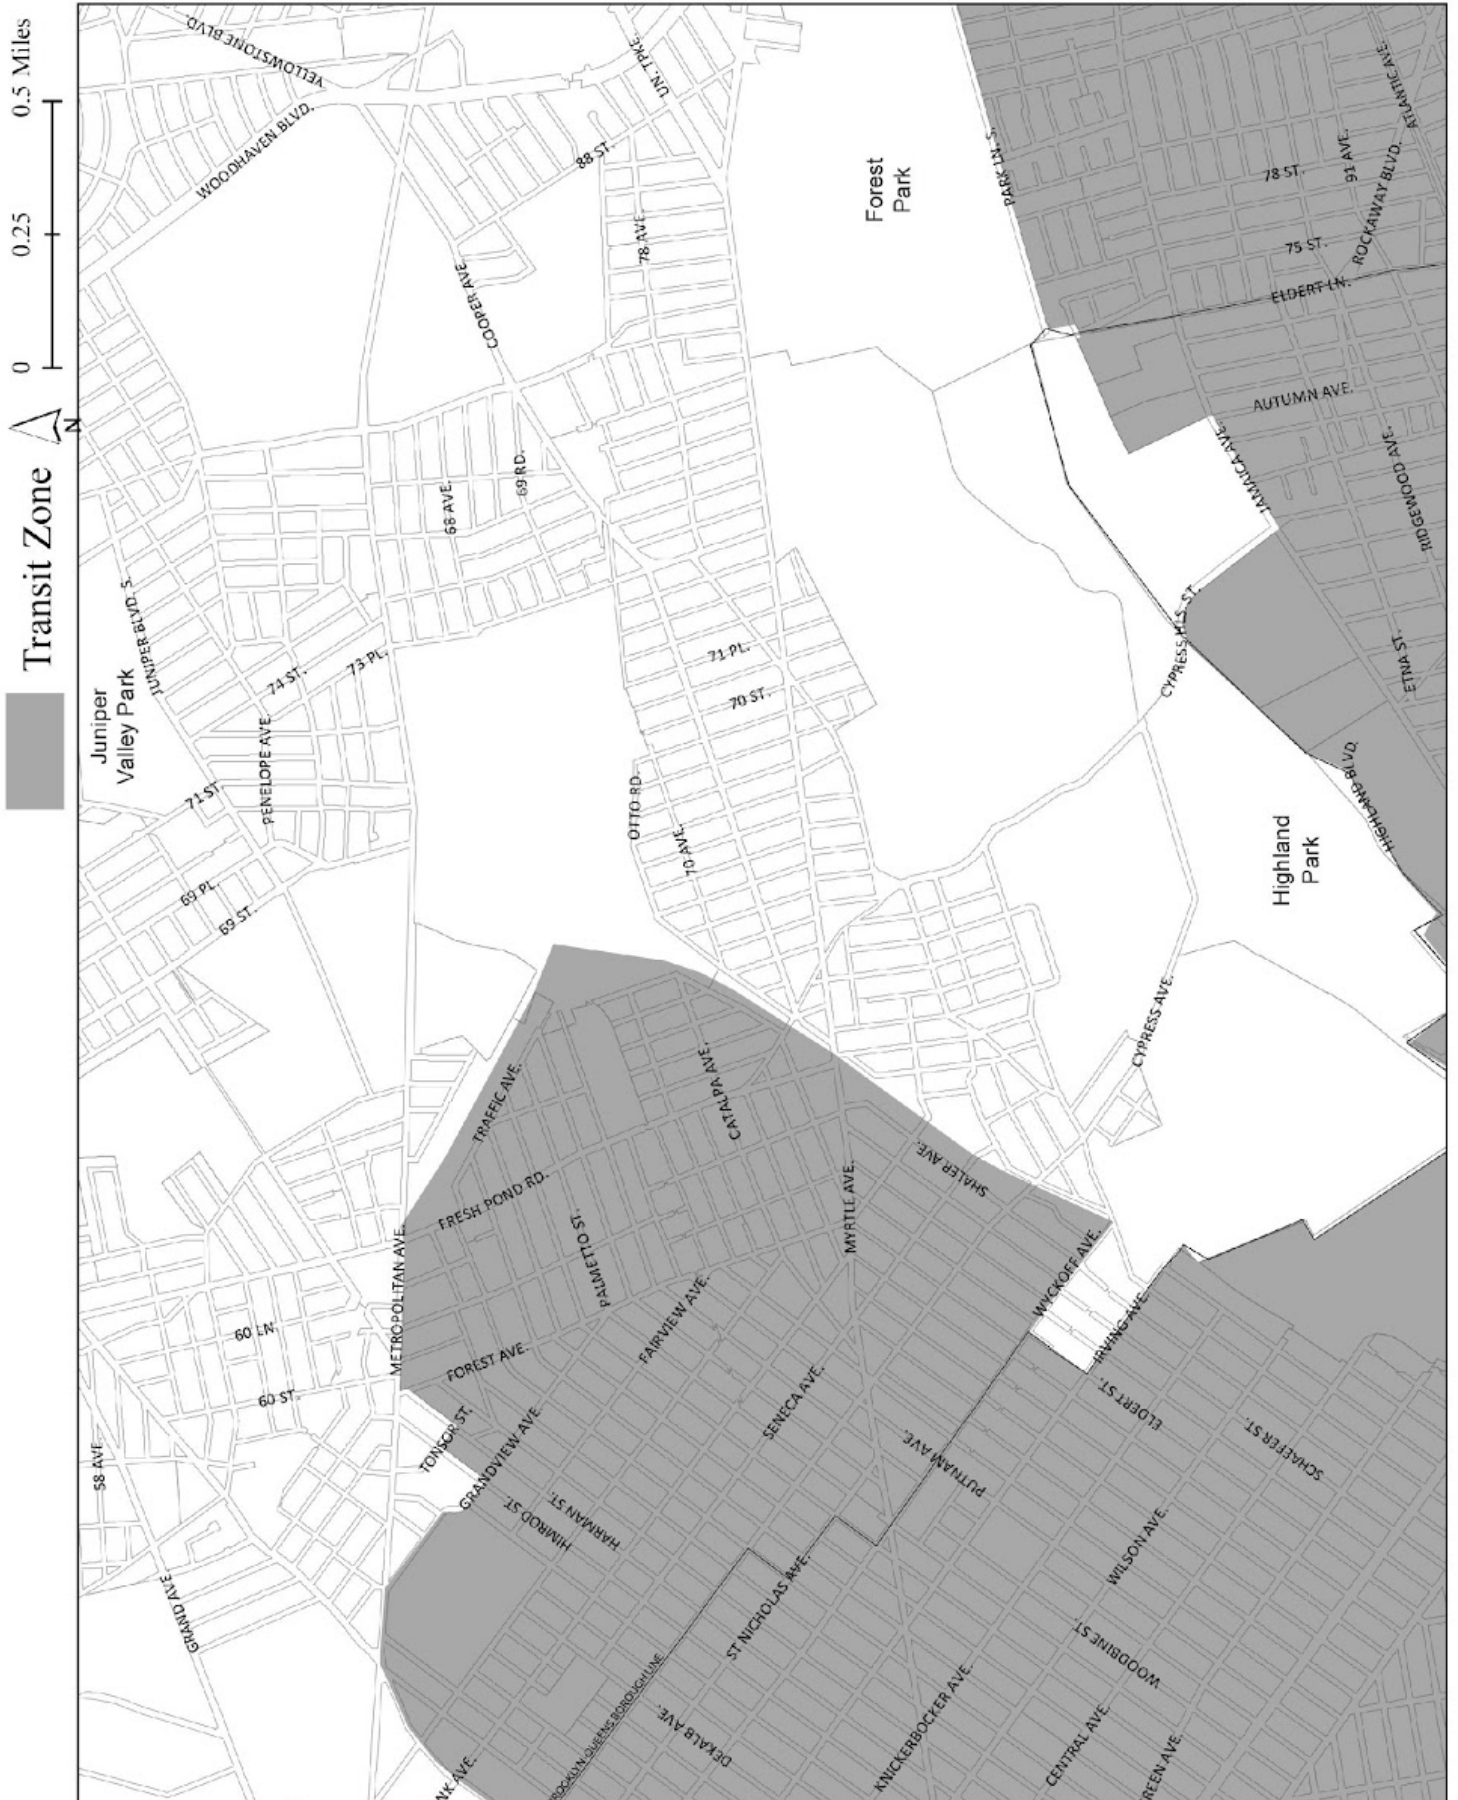 Transit Zone
N
0
0.25
0.5 Miles
YELLOWSTONE BLVD
WOODHAVEN BLVD.
UN. TPKE.
88 ST.
78 AVE.
COOPER AVE.
Forest
Park
PARK LN. S.
ATLANTIC AVE.
91 AVE.
78 ST.
ROCKAWAY BLVD.
75 ST.
ELDERT LN.
AUTUMN AVE.
JAMAICA AVE.
RIDGEWOOD AVE.
69 RD.
68 AVE.
JUNIPER BLVD. S.
Juniper
Valley Park
74 ST.
73 PL.
71 PL.
70 ST.
CYPRESS HLS. ST.
ETNA ST.
PENELOPE AVE.
71 ST.
OTTO RD.
70 AVE.
HIGHLAND BLVD.
Highland
Park
69 PL.
69 ST.
CYPRESS AVE.
TRAFFIC AVE.
CATALPA AVE.
FRESH POND RD.
SHALER AVE.
MYRTLE AVE.
PALMETTO ST.
METROPOLITAN AVE.
WYCKOFF AVE.
60 LN.
FAIRVIEW AVE.
IRVING AVE.
FOREST AVE.
60 ST.
ELDERT ST.
SENECA AVE.
TONSOR ST.
GRANDVIEW AVE.
58 AVE.
SCHAEFER ST.
PUTNAM AVE.
HIMROD ST.
HARMAN ST.
WILSON AVE.
GRAND AVE.
ST NICHOLAS AVE.
WOODBINE ST.
BROOKLYN QUEENS BOROUGH LINE
DEKALB AVE.
KNICKERBOCKER AVE.
CENTRAL AVE.
NK AVE.
REEN AVE.